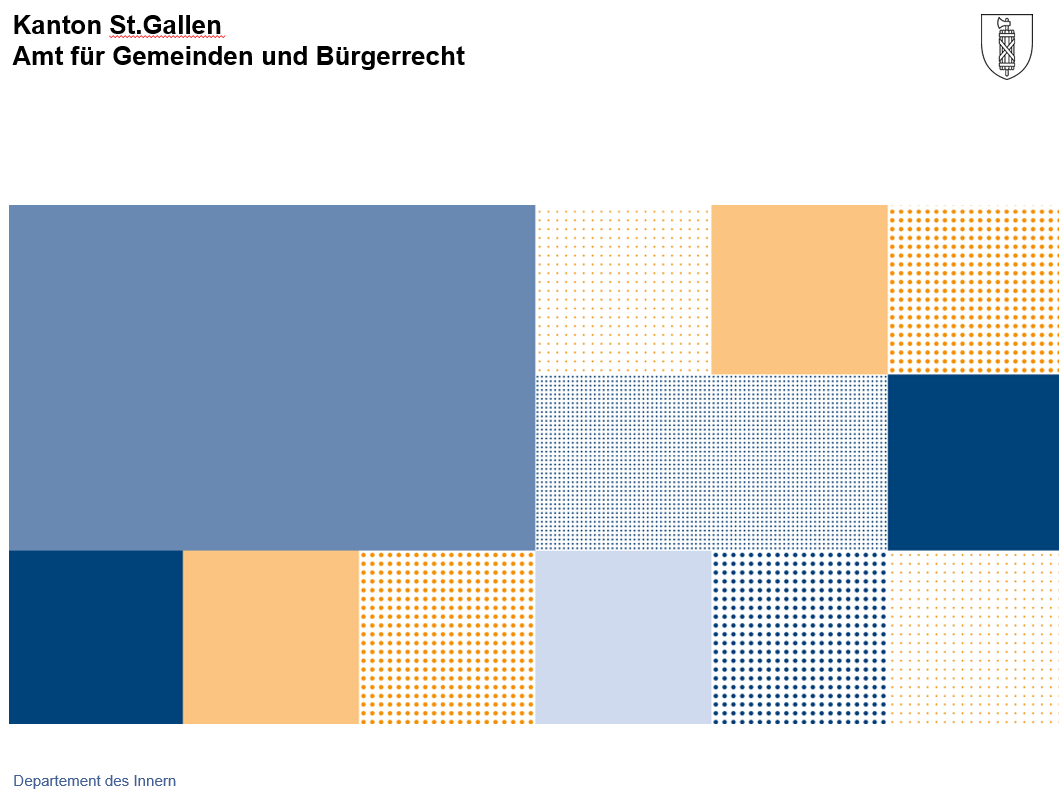 Kanton St.Gallen
Amt für Gemeinden und Bürgerrecht
Departement des Innern